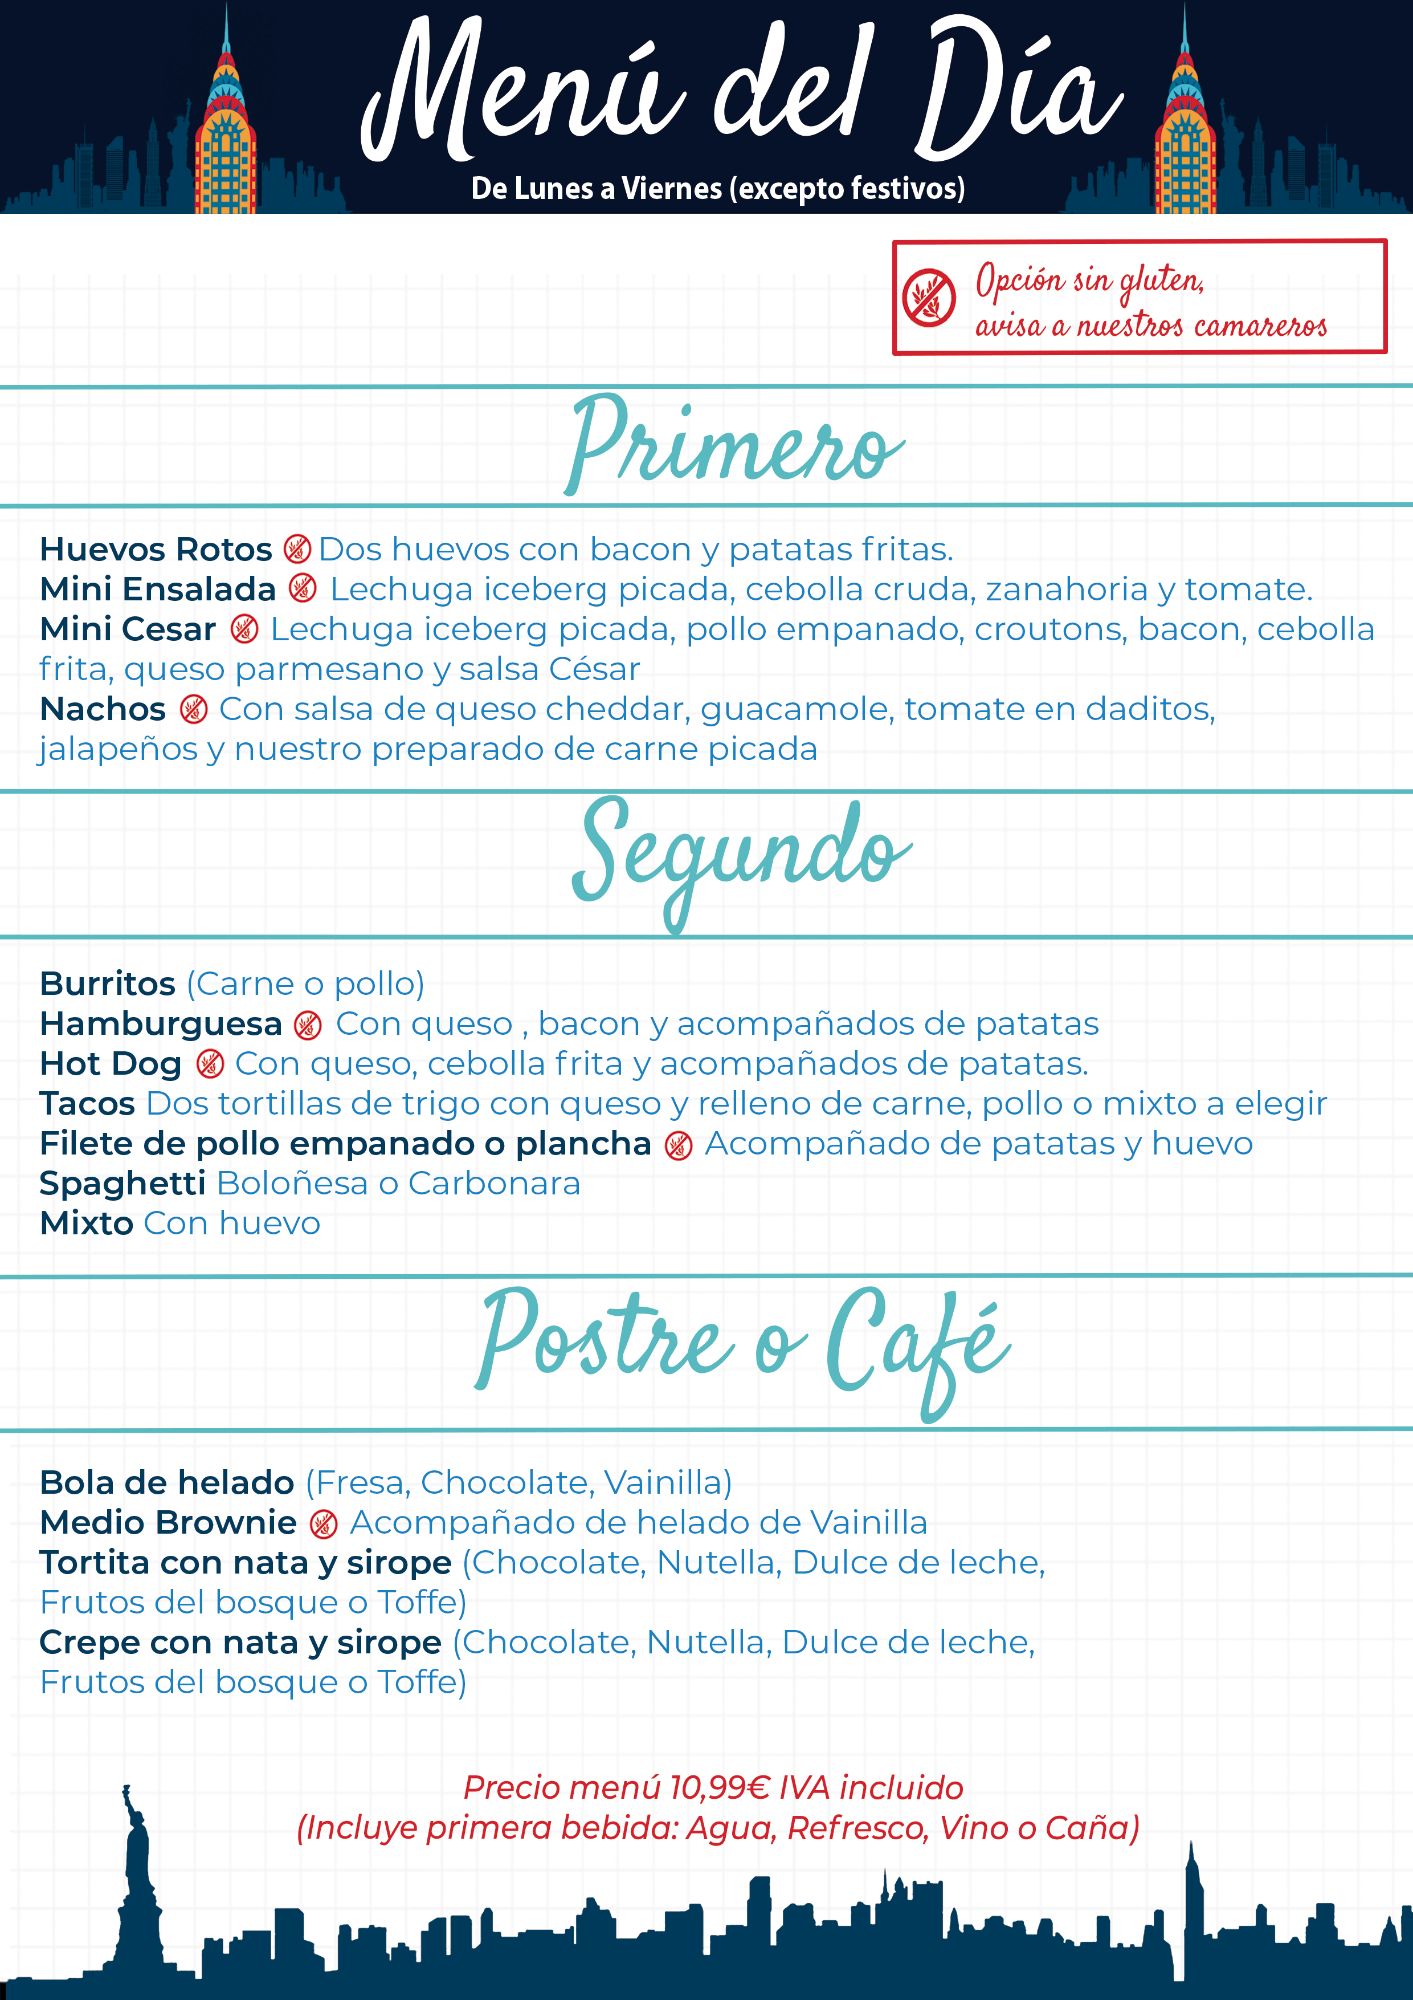 Menú del Día
De Lunes a Viernes (excepto festivos)
Opción sin gluten,
avisa a nuestros camareros
Primero
Huevos Rotos Dos huevos con bacon y patatas fritas.
Mini Ensalada Lechuga iceberg picada, cebolla cruda, zanahoria y tomate.
Mini Cesar Lechuga iceberg picada, pollo empanado, croutons, bacon, cebolla
frita, queso parmesano y salsa César
Nachos Con salsa de queso cheddar, guacamole, tomate en daditos,
jalapeños y nuestro preparado de carne picada
Segundo
Burritos (Carne o pollo)
Hamburguesa Con queso , bacon y acompañados de patatas
Hot Dog Con queso, cebolla frita y acompañados de patatas.
Tacos Dos tortillas de trigo con queso y relleno de carne, pollo o mixto a elegir
Filete de pollo empanado o plancha Acompañado de patatas y huevo
Spaghetti Boloñesa o Carbonara
Mixto Con huevo
Postre o Café
Bola de helado (Fresa, Chocolate, Vainilla)
Medio Brownie Acompañado de helado de Vainilla
Tortita con nata y sirope (Chocolate, Nutella, Dulce de leche,
Frutos del bosque o Toffe)
Crepe con nata y sirope (Chocolate, Nutella, Dulce de leche,
Frutos del bosque o Toffe)
Precio menú 10,99€ IVA incluido
(Incluye primera bebida: Agua, Refresco, Vino o Caña)